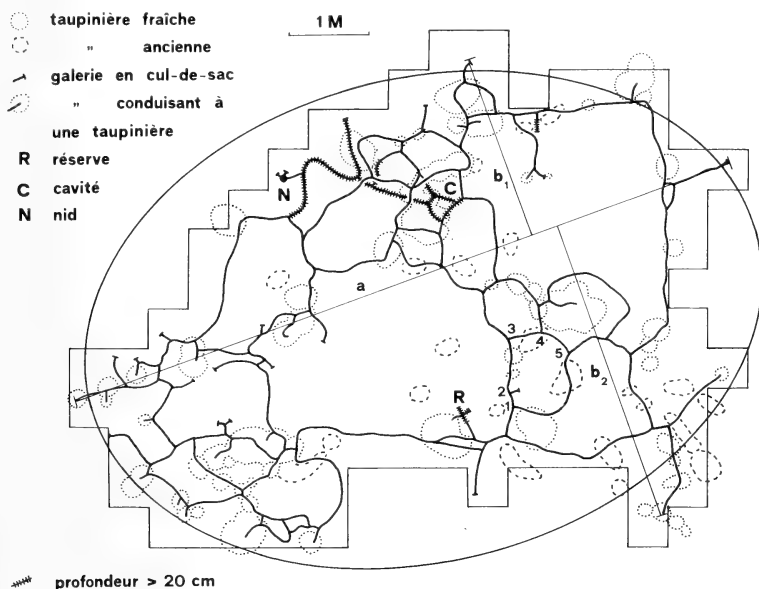 taupinière fraîche
" ancienne
galerie en cul-de-sac
" conduisant à
une taupinière
R réserve
C cavité
N nid
1 M
N
C
b1
a
3
4
5
b2
2
R
1
profondeur > 20 cm